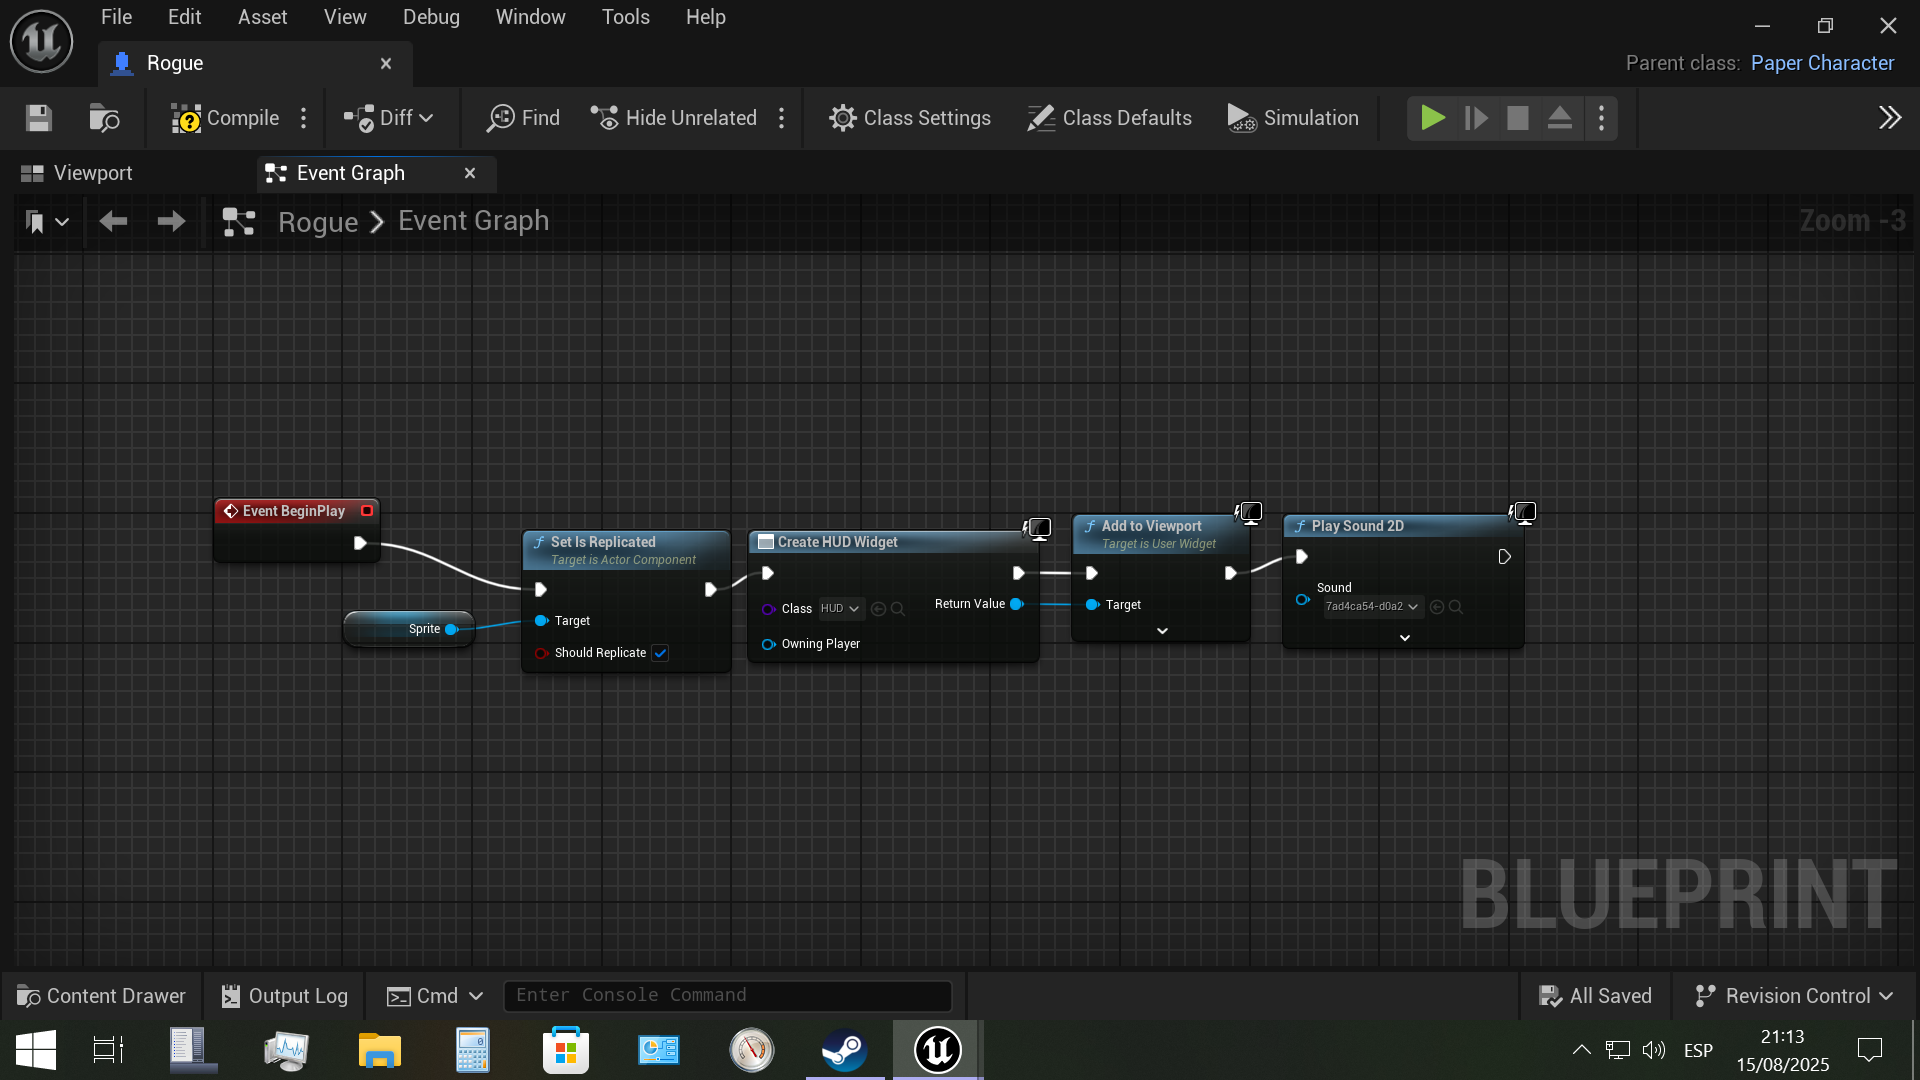 File Edit Asset View Debug Window Tools Help
Rogue
Parent class: Paper Character
Compile Diff Find Hide Unrelated Class Settings Class Defaults Simulation
Viewport Event Graph
Rogue Event Graph
Zoom -3
Event BeginPlay
Sprite
Set Is Replicated
Target is Actor Component
Target
Should Replicate
Create HUD Widget
Class HUD
Return Value
Owning Player
Add to Viewport
Target is User Widget
Target
Play Sound 2D
Sound
7ad4ca54-d0a2
BLUEPRINT
Content Drawer Output Log Cmd Enter Console Command All Saved Revision Control
ESP
21:13
15/08/2025